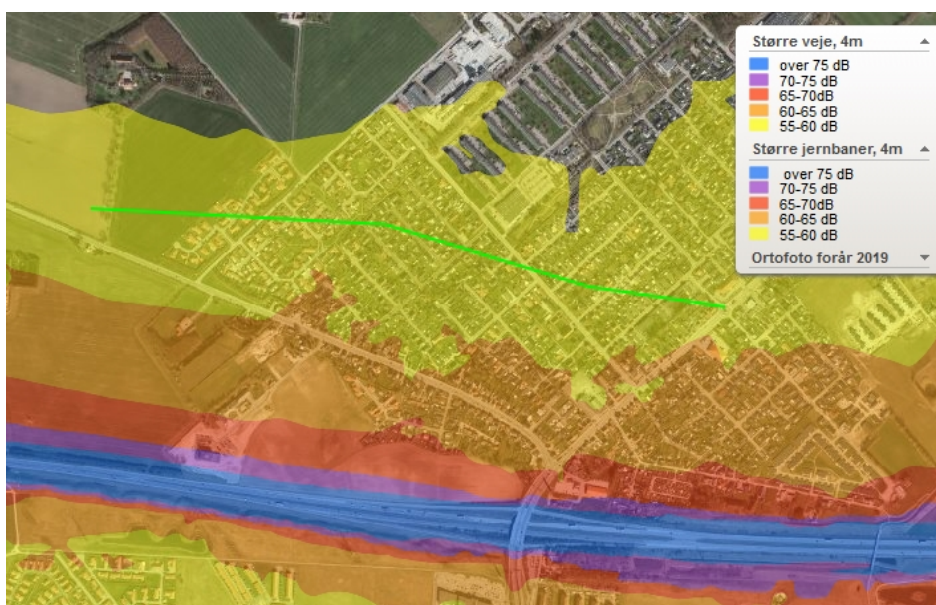 Større veje, 4m
over 75 dB
70-75 dB
65-70dB
60-65 dB
55-60 dB
Større jernbaner, 4m
over 75 dB
70-75 dB
65-70dB
60-65 dB
55-60 dB
Ortofoto forår 2019